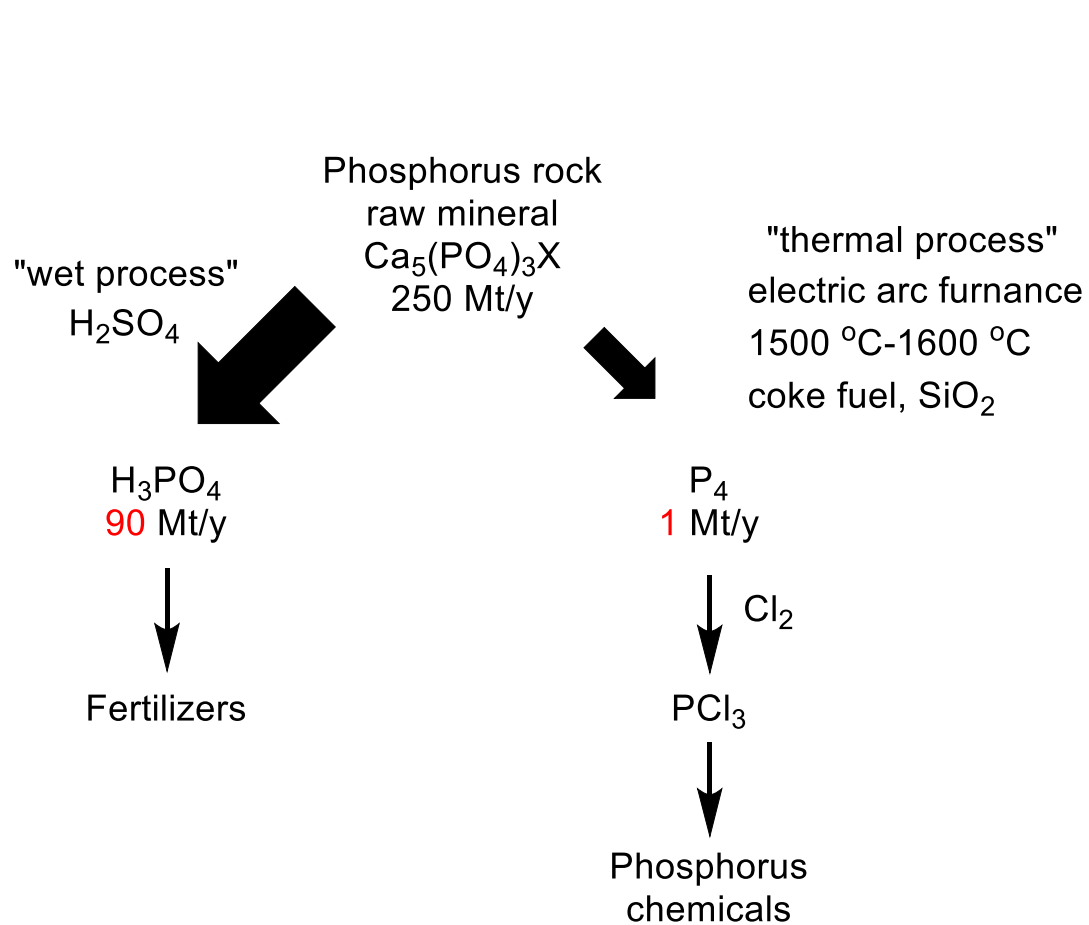 Phosphorus rock
raw mineral
Ca₅(PO₄)₃X
250 Mt/y
"wet process"
H₂SO₄
"thermal process"
electric arc furnance
1500 ºC-1600 ºC
coke fuel, SiO₂
H₃PO₄
90 Mt/y
Fertilizers
P₄
1 Mt/y
Cl₂
PCl₃
Phosphorus
chemicals